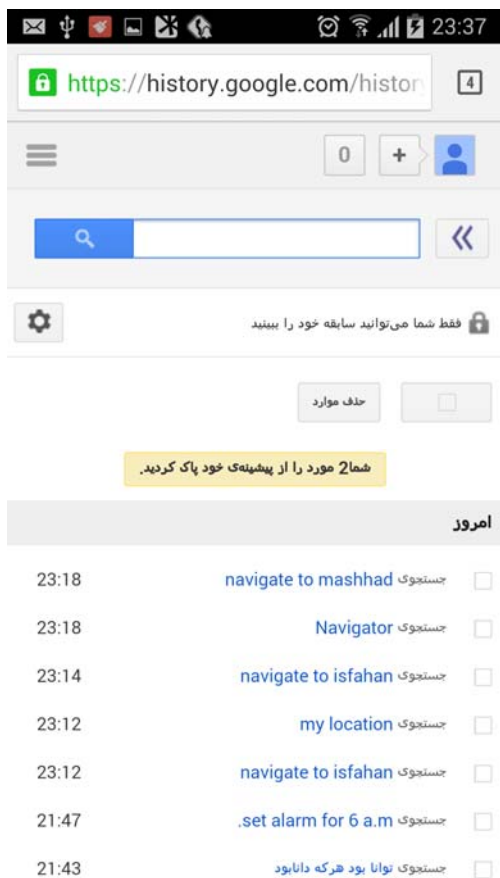 23:37
https://history.google.com/histor
4
0 +
فقط شما می‌توانید سابقه خود را ببینید
حذف موارد
شما2 مورد را از پیشینه‌ی خود پاک کردید.
امروز
جستجوی navigate to mashhad 23:18
جستجوی Navigator 23:18
جستجوی navigate to isfahan 23:14
جستجوی my location 23:12
جستجوی navigate to isfahan 23:12
جستجوی set alarm for 6 a.m. 21:47
جستجوی توانا بود هرکه دانابود 21:43